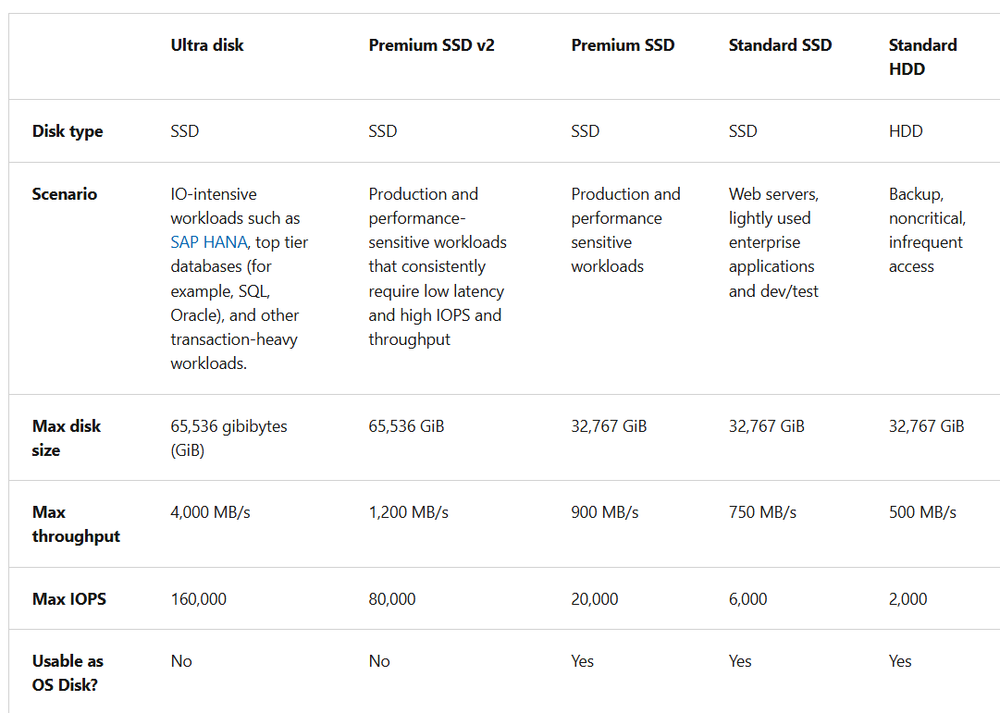 Ultra disk
Premium SSD v2
Premium SSD
Standard SSD
Standard
HDD
Disk type
SSD
SSD
SSD
SSD
HDD
Scenario
IO-intensive
workloads such as
SAP HANA, top tier
databases (for
example, SQL,
Oracle), and other
transaction-heavy
workloads.
Production and
performance-
sensitive workloads
that consistently
require low latency
and high IOPS and
throughput
Production and
performance
sensitive
workloads
Web servers,
lightly used
enterprise
applications
and dev/test
Backup,
noncritical,
infrequent
access
Max disk
size
65,536 gibibytes
(GiB)
65,536 GiB
32,767 GiB
32,767 GiB
32,767 GiB
Max
throughput
4,000 MB/s
1,200 MB/s
900 MB/s
750 MB/s
500 MB/s
Max IOPS
160,000
80,000
20,000
6,000
2,000
Usable as
OS Disk?
No
No
Yes
Yes
Yes